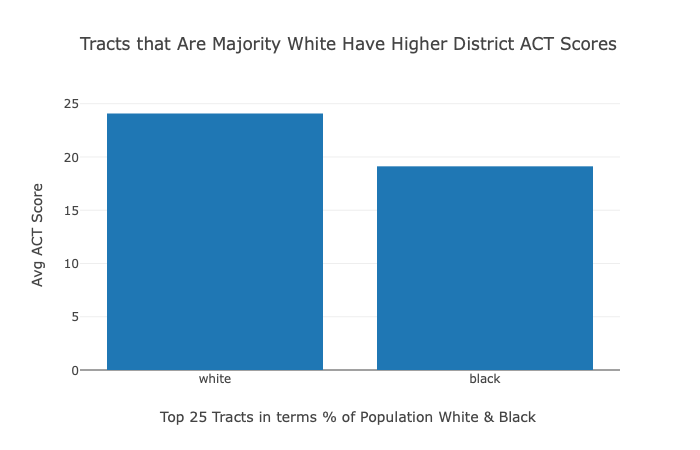 Tracts that Are Majority White Have Higher District ACT Scores
25
20
15
10
5
0
Avg ACT Score
white
black
Top 25 Tracts in terms % of Population White & Black